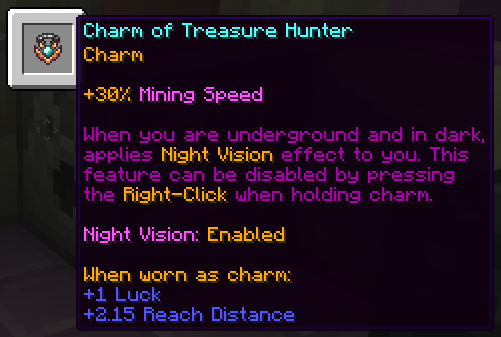 Charm of Treasure Hunter
Charm
+30% Mining Speed
When you are underground and in dark,
applies Night Vision effect to you. This
feature can be disabled by pressing
the Right-Click when holding charm.
Night Vision: Enabled
When worn as charm:
+1 Luck
+2.15 Reach Distance